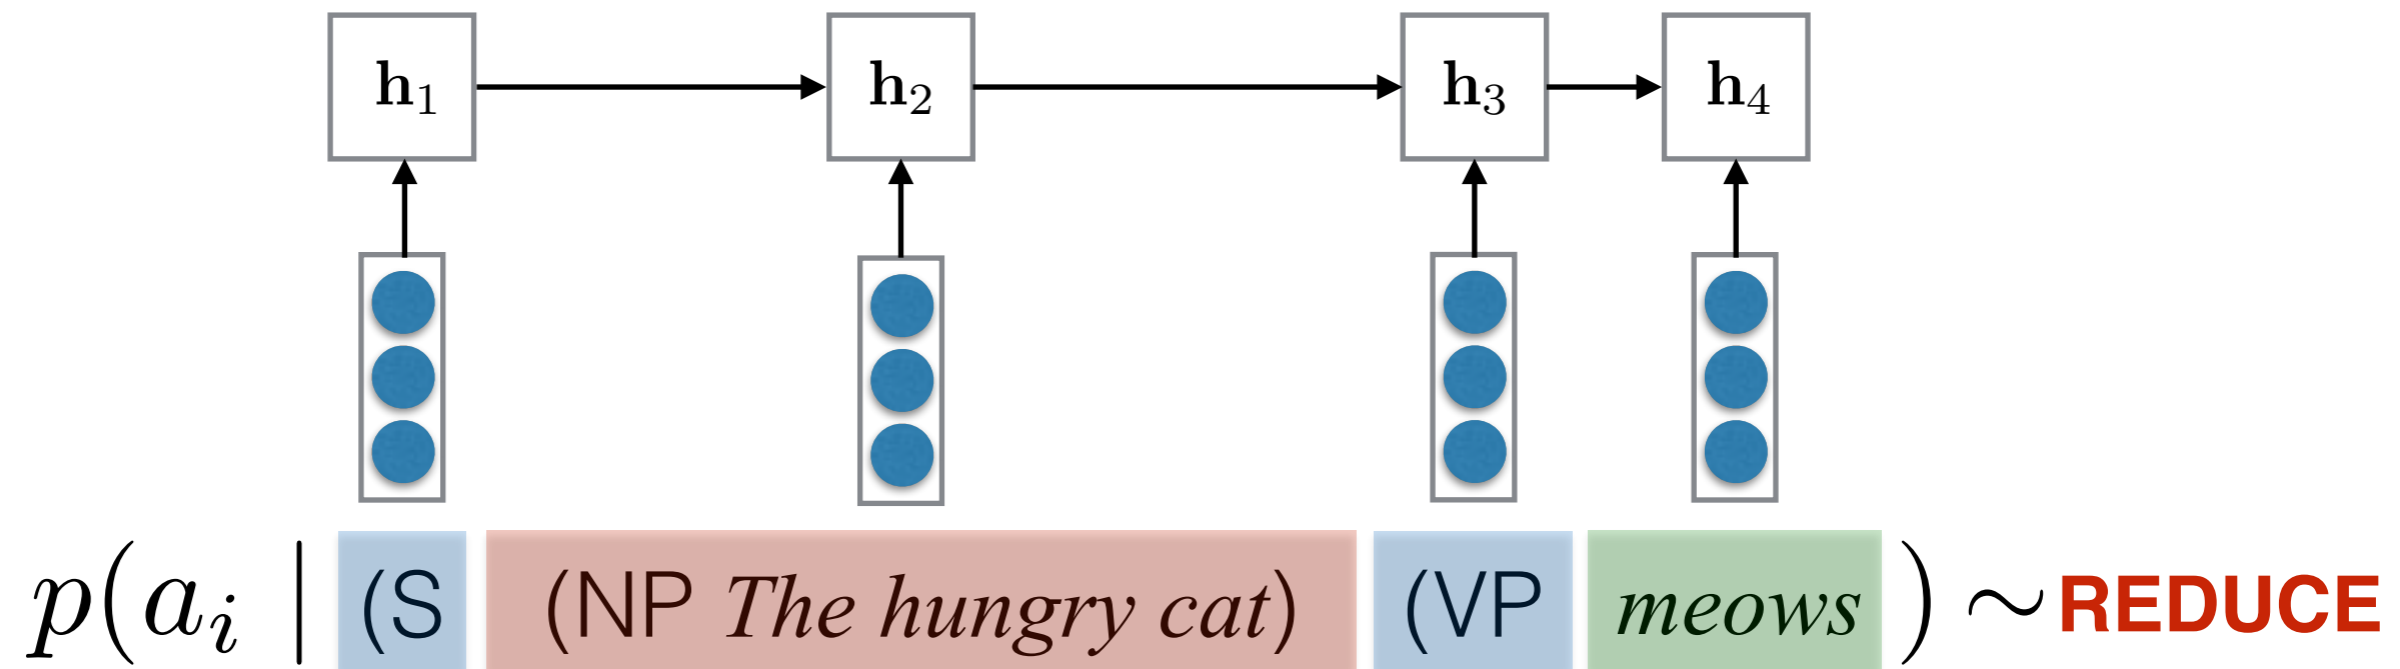 h₁ h₂ h₃ h₄
p(aᵢ | (S (NP The hungry cat) (VP meows ) ~ REDUCE